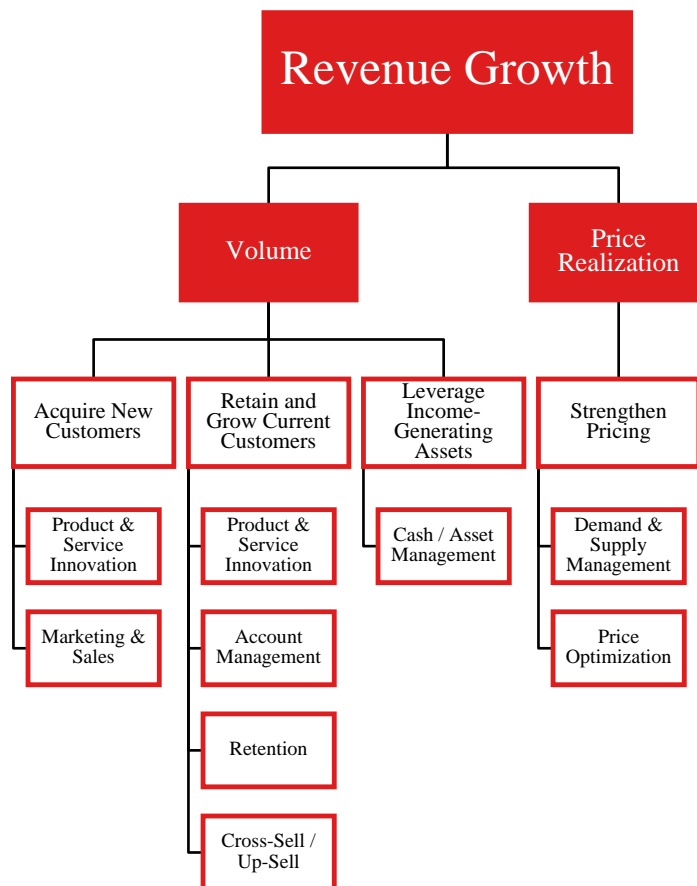 Revenue Growth
Volume
Price
Realization
Acquire New
Customers
Retain and
Grow Current
Customers
Leverage
Income-
Generating
Assets
Strengthen
Pricing
Product &
Service
Innovation
Product &
Service
Innovation
Cash / Asset
Management
Demand &
Supply
Management
Marketing &
Sales
Account
Management
Price
Optimization
Retention
Cross-Sell /
Up-Sell